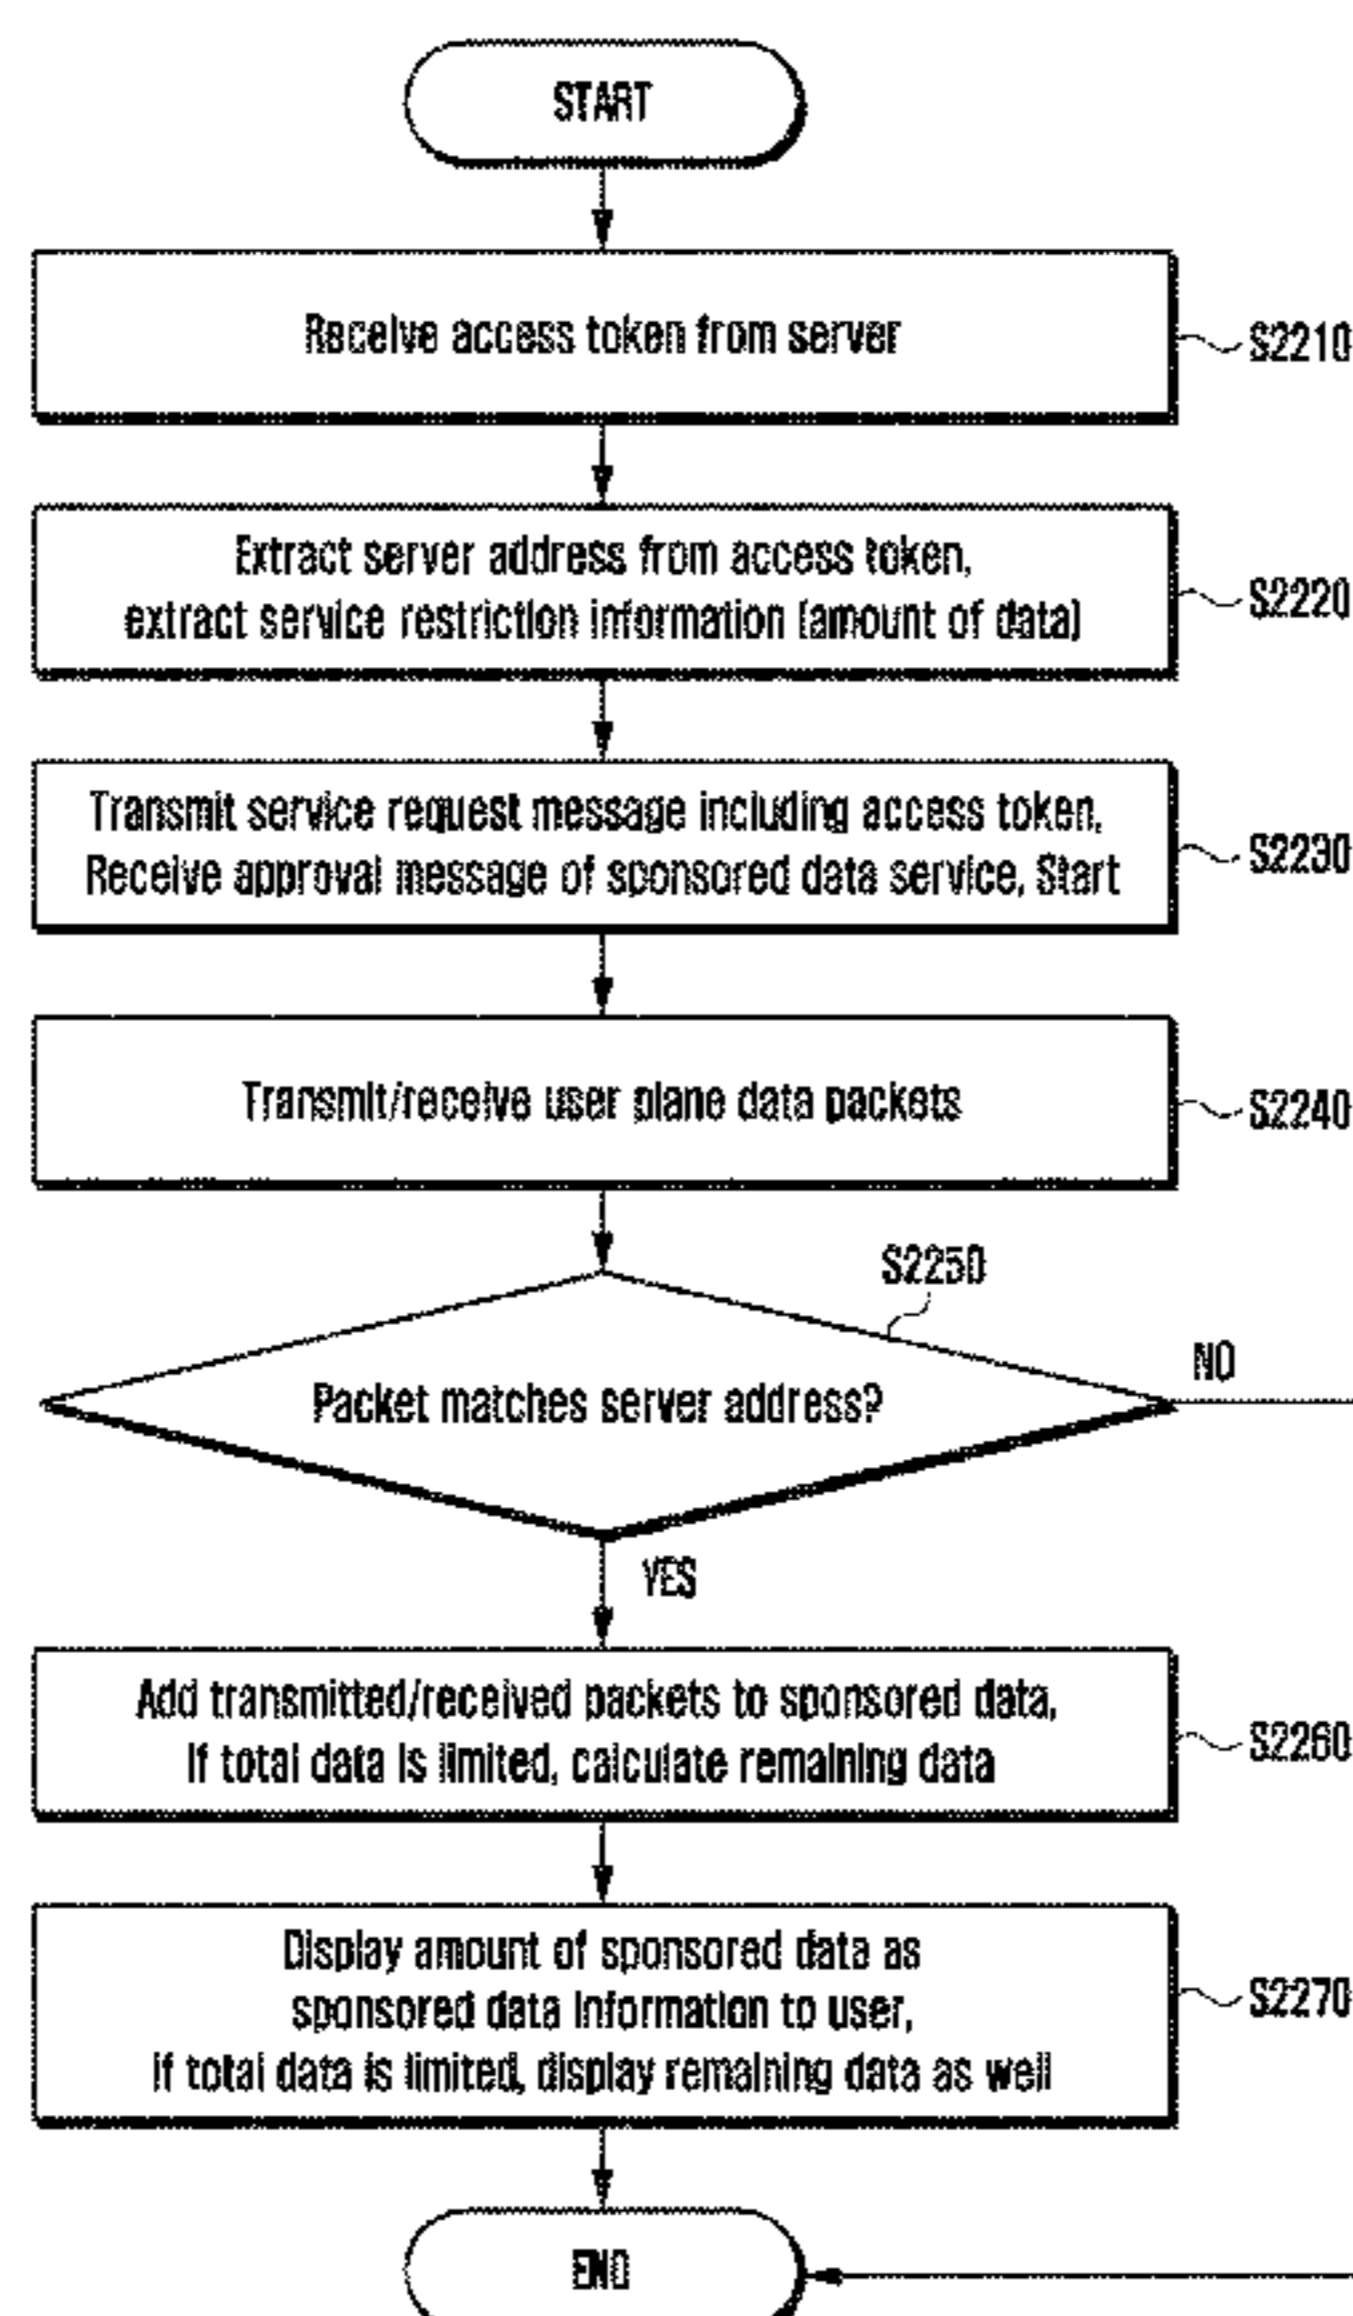 START
Receive access token from server
S2210
Extract server address from access token,
extract service restriction information (amount of data)
S2220
Transmit service request message including access token,
Receive approval message of sponsored data service, Start
S2230
Transmit/receive user plane data packets
S2240
S2250
Packet matches server address?
NO
YES
Add transmitted/received packets to sponsored data,
If total data is limited, calculate remaining data
S2260
Display amount of sponsored data as
sponsored data information to user,
If total data is limited, display remaining data as well
S2270
END